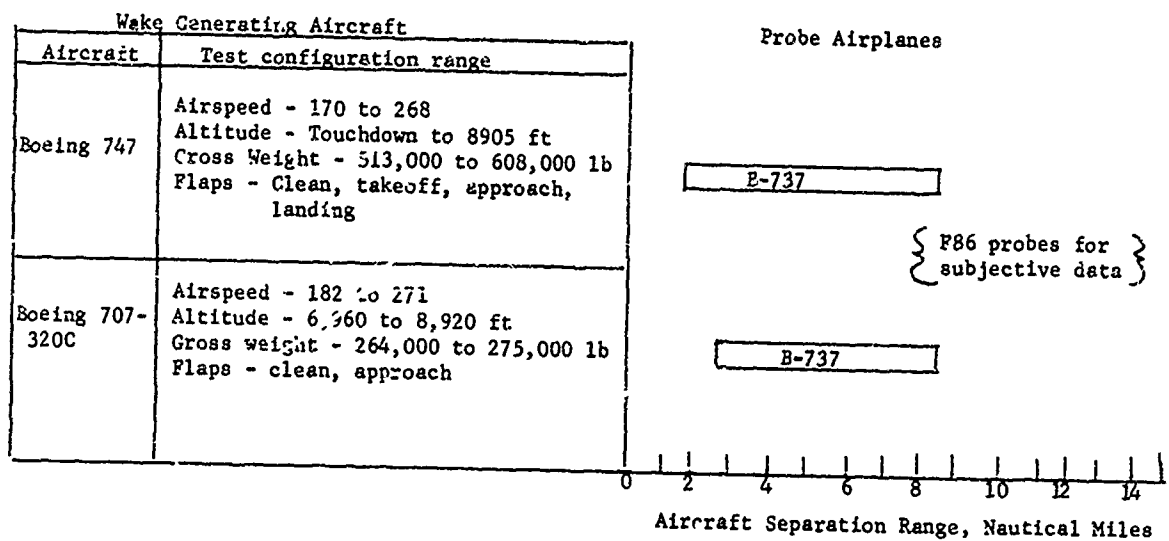 Wake Generating Aircraft
Probe Airplanes
Aircraft Test configuration range
Boeing 747
Airspeed - 170 to 268
Altitude - Touchdown to 8905 ft
Gross Weight - 513,000 to 608,000 lb
Flaps - Clean, takeoff, approach,
landing
B-737
F86 probes for
subjective data
Boeing 707-
320C
Airspeed - 182 to 271
Altitude - 6,960 to 8,920 ft
Gross weight - 264,000 to 275,000 lb
Flaps - clean, approach
B-737
0 2 4 6 8 10 12 14
Aircraft Separation Range, Nautical Miles